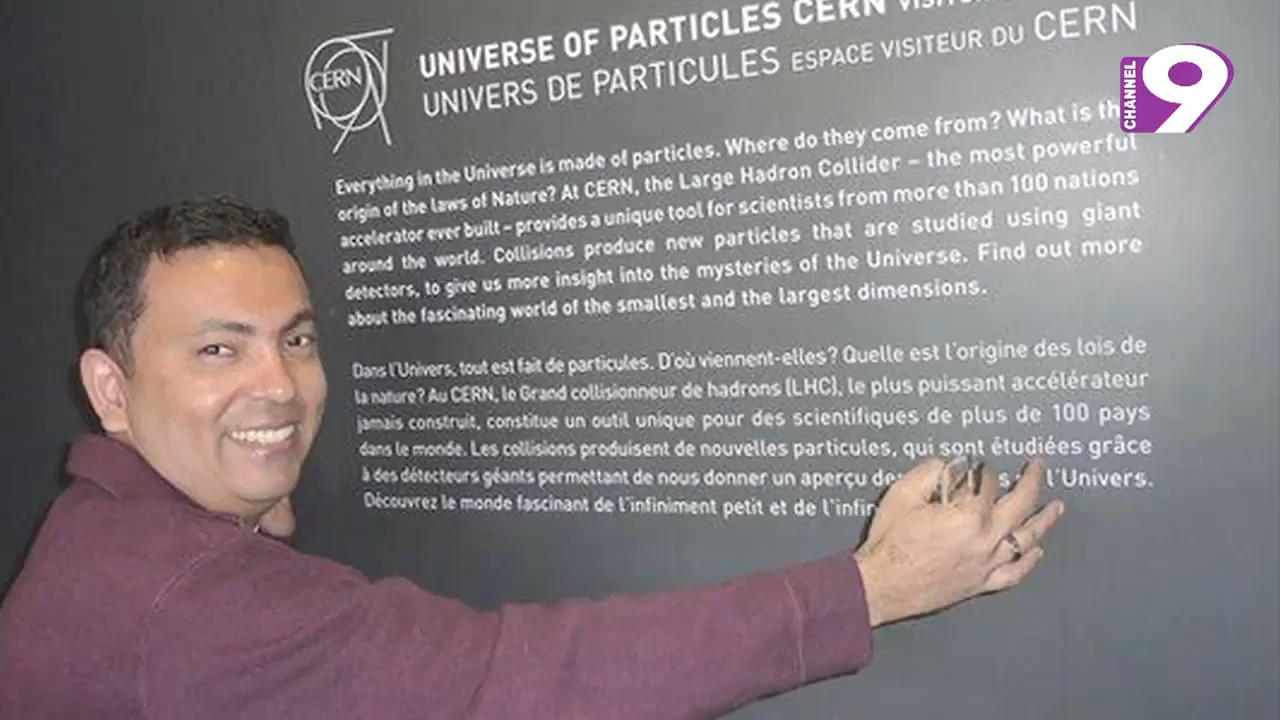 CERN
UNIVERSE OF PARTICLES CERN
UNIVERS DE PARTICULES ESPACE VISITEUR DU CERN
CHANNEL 9
Everything in the Universe is made of particles. Where do they come from? What is the
origin of the laws of Nature? At CERN, the Large Hadron Collider – the most powerful
accelerator ever built – provides a unique tool for scientists from more than 100 nations
around the world. Collisions produce new particles that are studied using giant
detectors, to give us more insight into the mysteries of the Universe. Find out more
about the fascinating world of the smallest and the largest dimensions.
Dans l'Univers, tout est fait de particules. D'où viennent-elles? Quelle est l'origine des lois de
la nature? Au CERN, le Grand collisionneur de hadrons (LHC), le plus puissant accélérateur
jamais construit, constitue un outil unique pour des scientifiques de plus de 100 pays
dans le monde. Les collisions produisent de nouvelles particules, qui sont étudiées grâce
à des détecteurs géants permettant de nous donner un aperçu l'Univers.
Découvrez le monde fascinant de l'infiniment petit et de